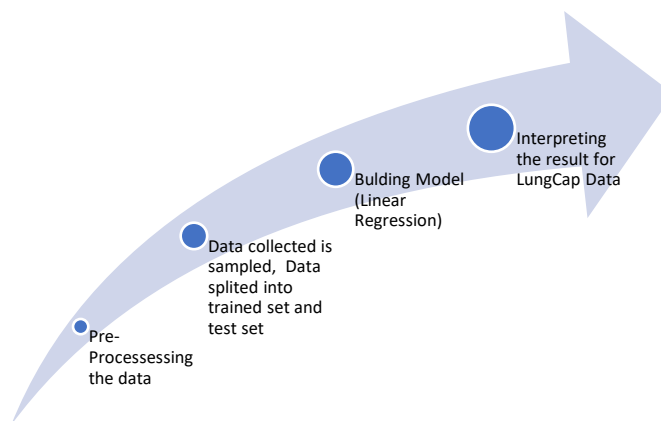 Pre-
Processessing
the data
Data collected is
sampled,  Data
splited into
trained set and
test set
Bulding Model
(Linear
Regression)
Interpreting
the result for
LungCap Data